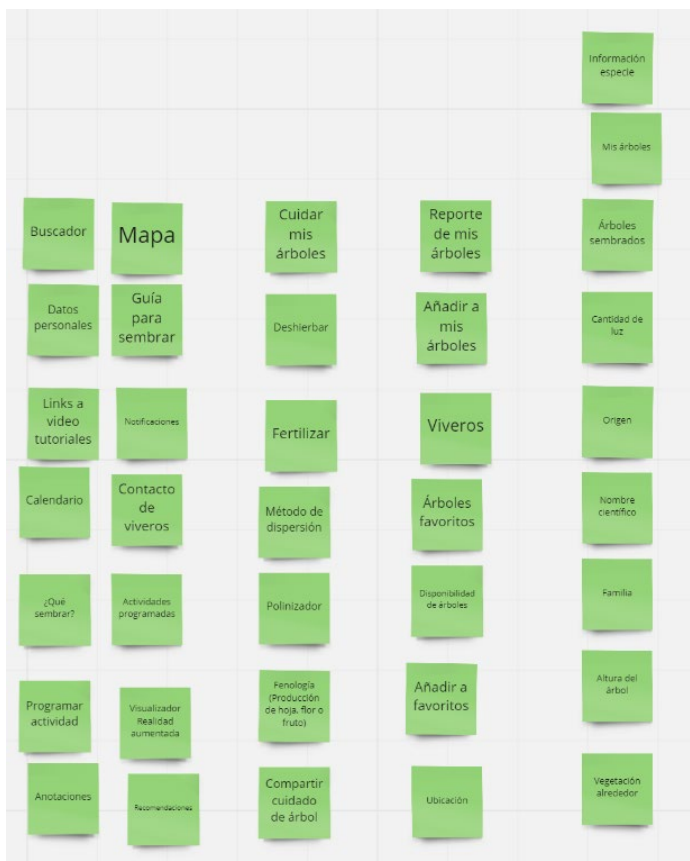 Información
especie
Mis árboles
Buscador
Mapa
Cuidar
mis
árboles
Reporte
de mis
árboles
Árboles
sembrados
Datos
personales
Guía
para
sembrar
Deshierbar
Añadir a
mis
árboles
Cantidad de
luz
Links a
video
tutoriales
Notificaciones
Fertilizar
Viveros
Origen
Calendario
Contacto
de
viveros
Método de
dispersión
Árboles
favoritos
Nombre
científico
¿Qué
sembrar?
Actividades
programadas
Polinizador
Disponibilidad
de árboles
Familia
Programar
actividad
Visualizador
Realidad
aumentada
Fenología
(Producción
de hoja, flor o
fruto)
Añadir a
favoritos
Altura del
árbol
Anotaciones
Recomendaciones
Compartir
cuidado
de árbol
Ubicación
Vegetación
alrededor